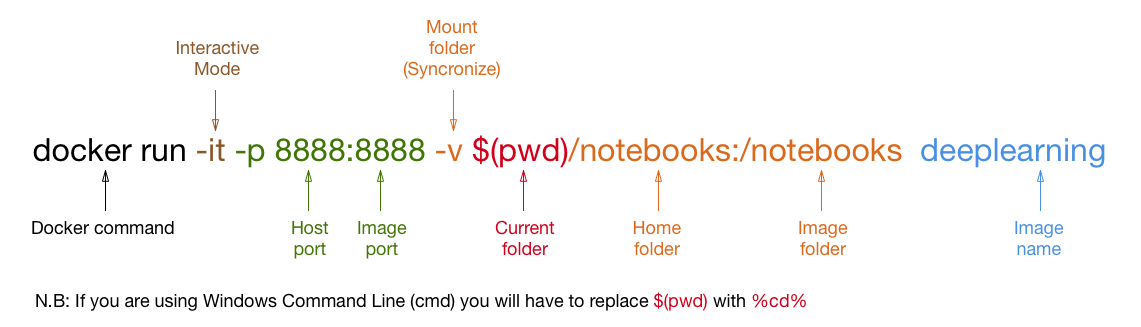 Mount
folder
(Syncronize)
Interactive
Mode
docker run -it -p 8888:8888 -v $(pwd)/notebooks:/notebooks deeplearning
Docker command
Host
port
Image
port
Current
folder
Home
folder
Image
folder
Image
name
N.B: If you are using Windows Command Line (cmd) you will have to replace $(pwd) with %cd%